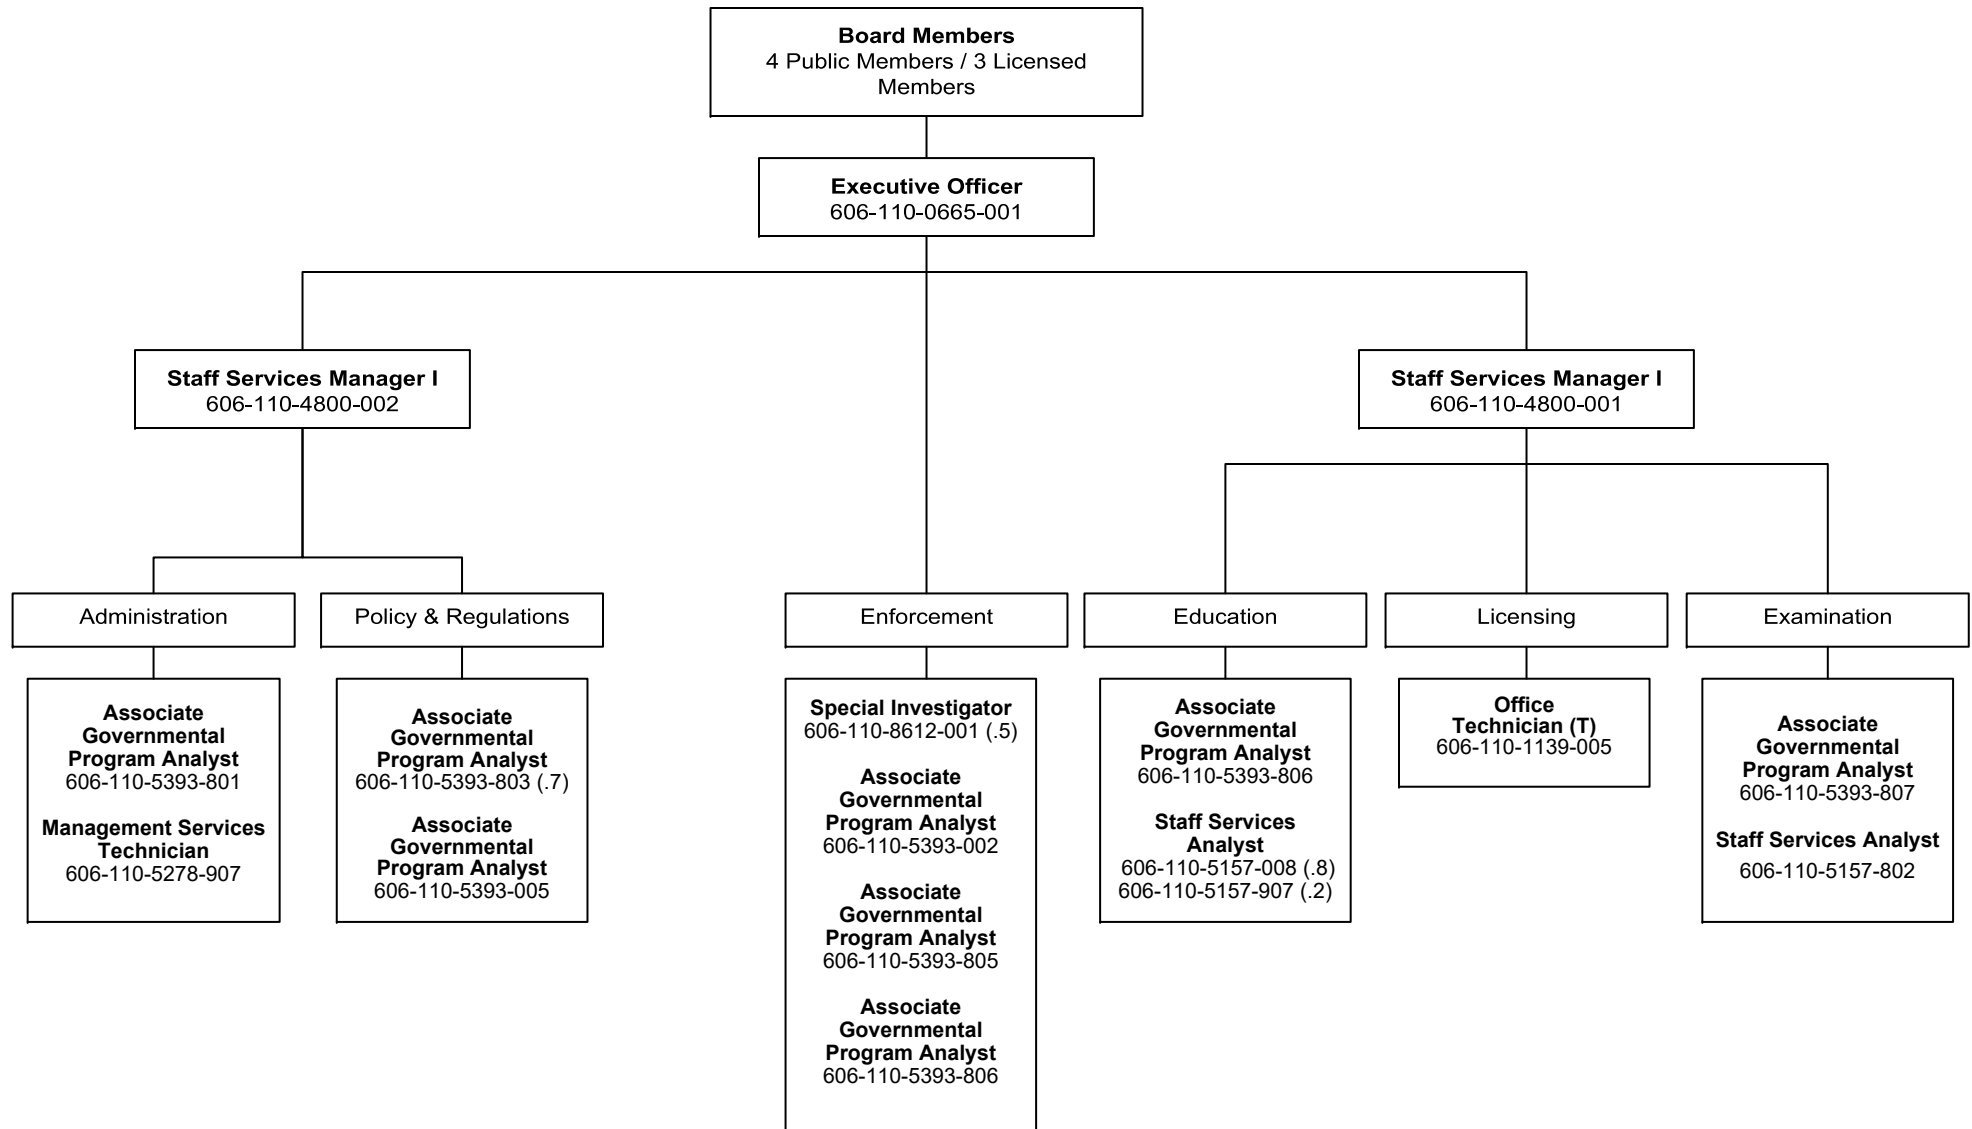 Board Members
4 Public Members / 3 Licensed
Members
Executive Officer
606-110-0665-001
Staff Services Manager I
606-110-4800-002
Staff Services Manager I
606-110-4800-001
Administration
Policy & Regulations
Enforcement
Education
Licensing
Examination
Associate
Governmental
Program Analyst
606-110-5393-801
Management Services
Technician
606-110-5278-907
Associate
Governmental
Program Analyst
606-110-5393-803 (.7)
Associate
Governmental
Program Analyst
606-110-5393-005
Special Investigator
606-110-8612-001 (.5)
Associate
Governmental
Program Analyst
606-110-5393-002
Associate
Governmental
Program Analyst
606-110-5393-805
Associate
Governmental
Program Analyst
606-110-5393-806
Associate
Governmental
Program Analyst
606-110-5393-806
Staff Services
Analyst
606-110-5157-008 (.8)
606-110-5157-907 (.2)
Office
Technician (T)
606-110-1139-005
Associate
Governmental
Program Analyst
606-110-5393-807
Staff Services Analyst
606-110-5157-802